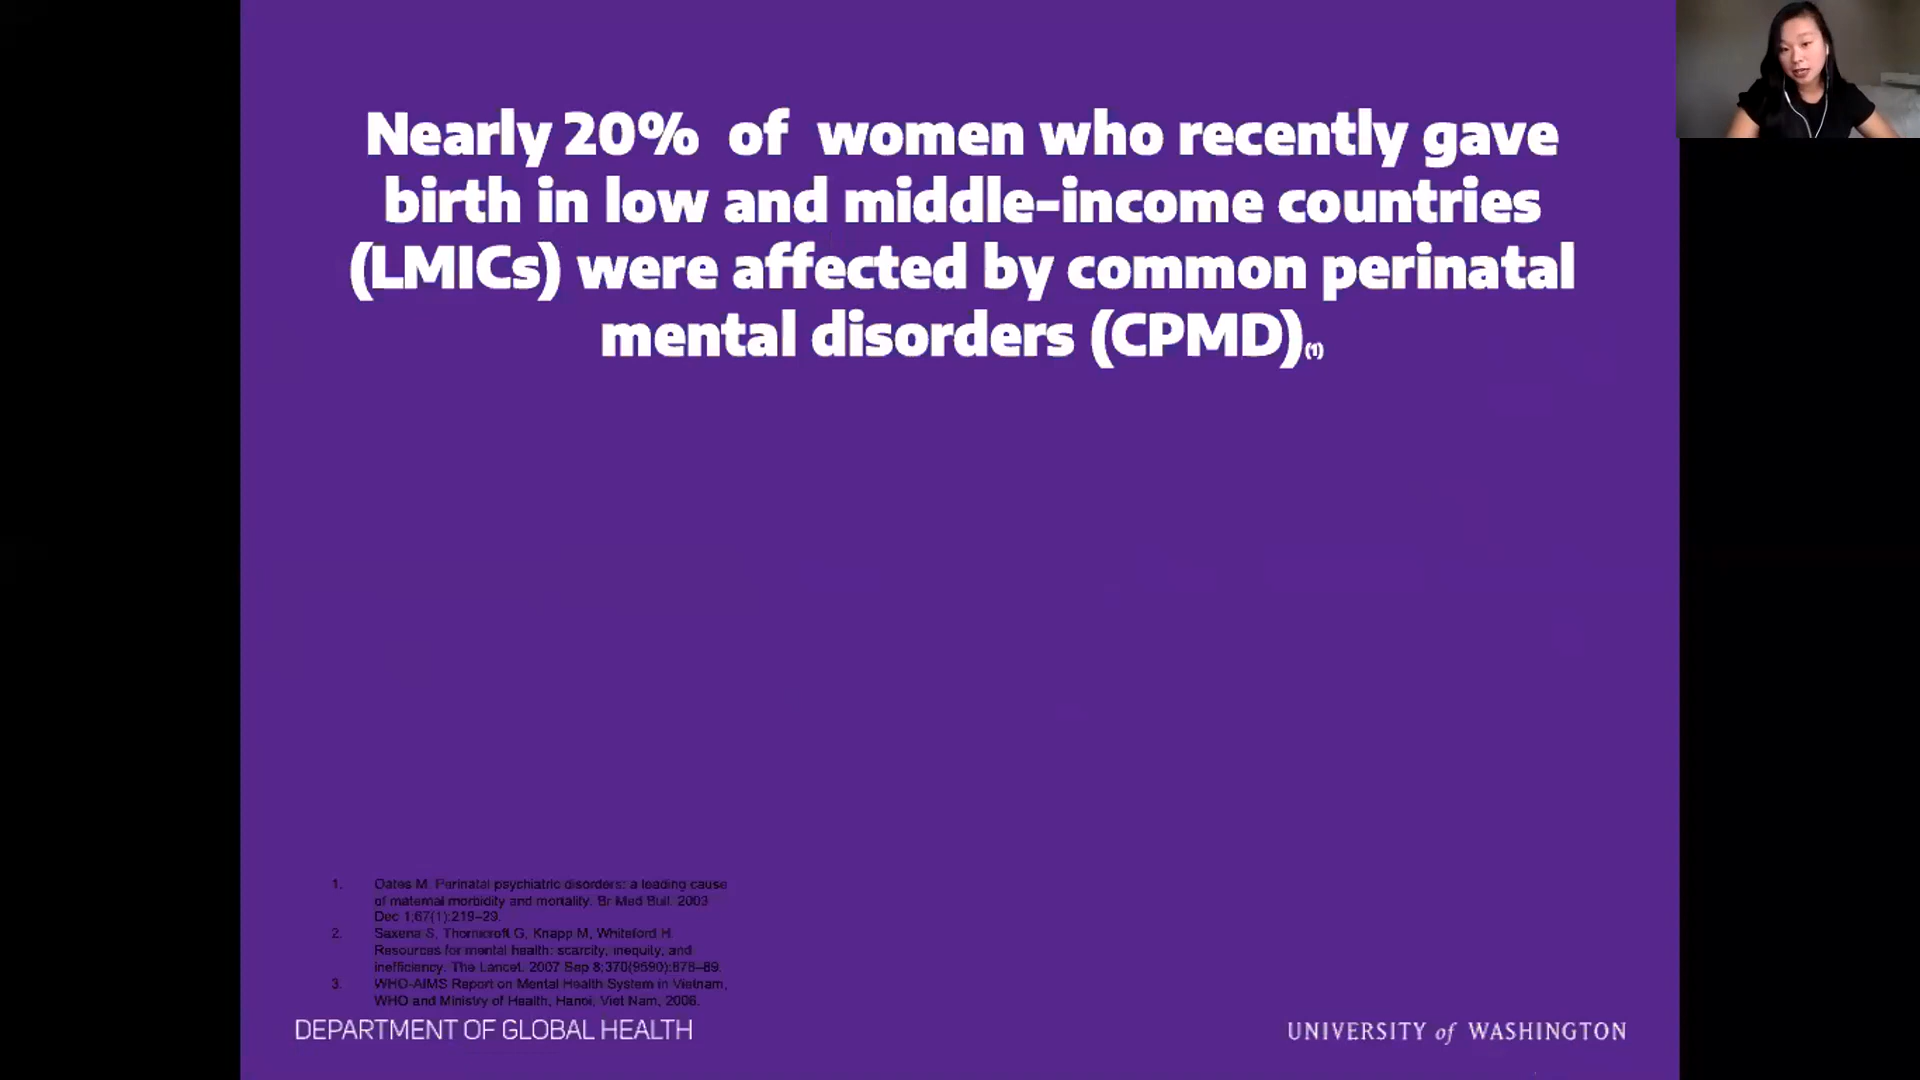 Nearly 20% of women who recently gave
birth in low and middle-income countries
(LMICs) were affected by common perinatal
mental disorders (CPMD)(1)
1. Oates M. Perinatal psychiatric disorders: a leading cause
of maternal morbidity and mortality. Br Med Bull. 2003
Dec 1;67(1):219–29.
2. Saxena S, Thornicroft G, Knapp M, Whiteford H.
Resources for mental health: scarcity, inequity, and
inefficiency. The Lancet. 2007 Sep 8;370(9590):878–89.
3. WHO-AIMS Report on Mental Health System in Vietnam,
WHO and Ministry of Health, Hanoi, Viet Nam, 2006.
DEPARTMENT OF GLOBAL HEALTH
UNIVERSITY of WASHINGTON